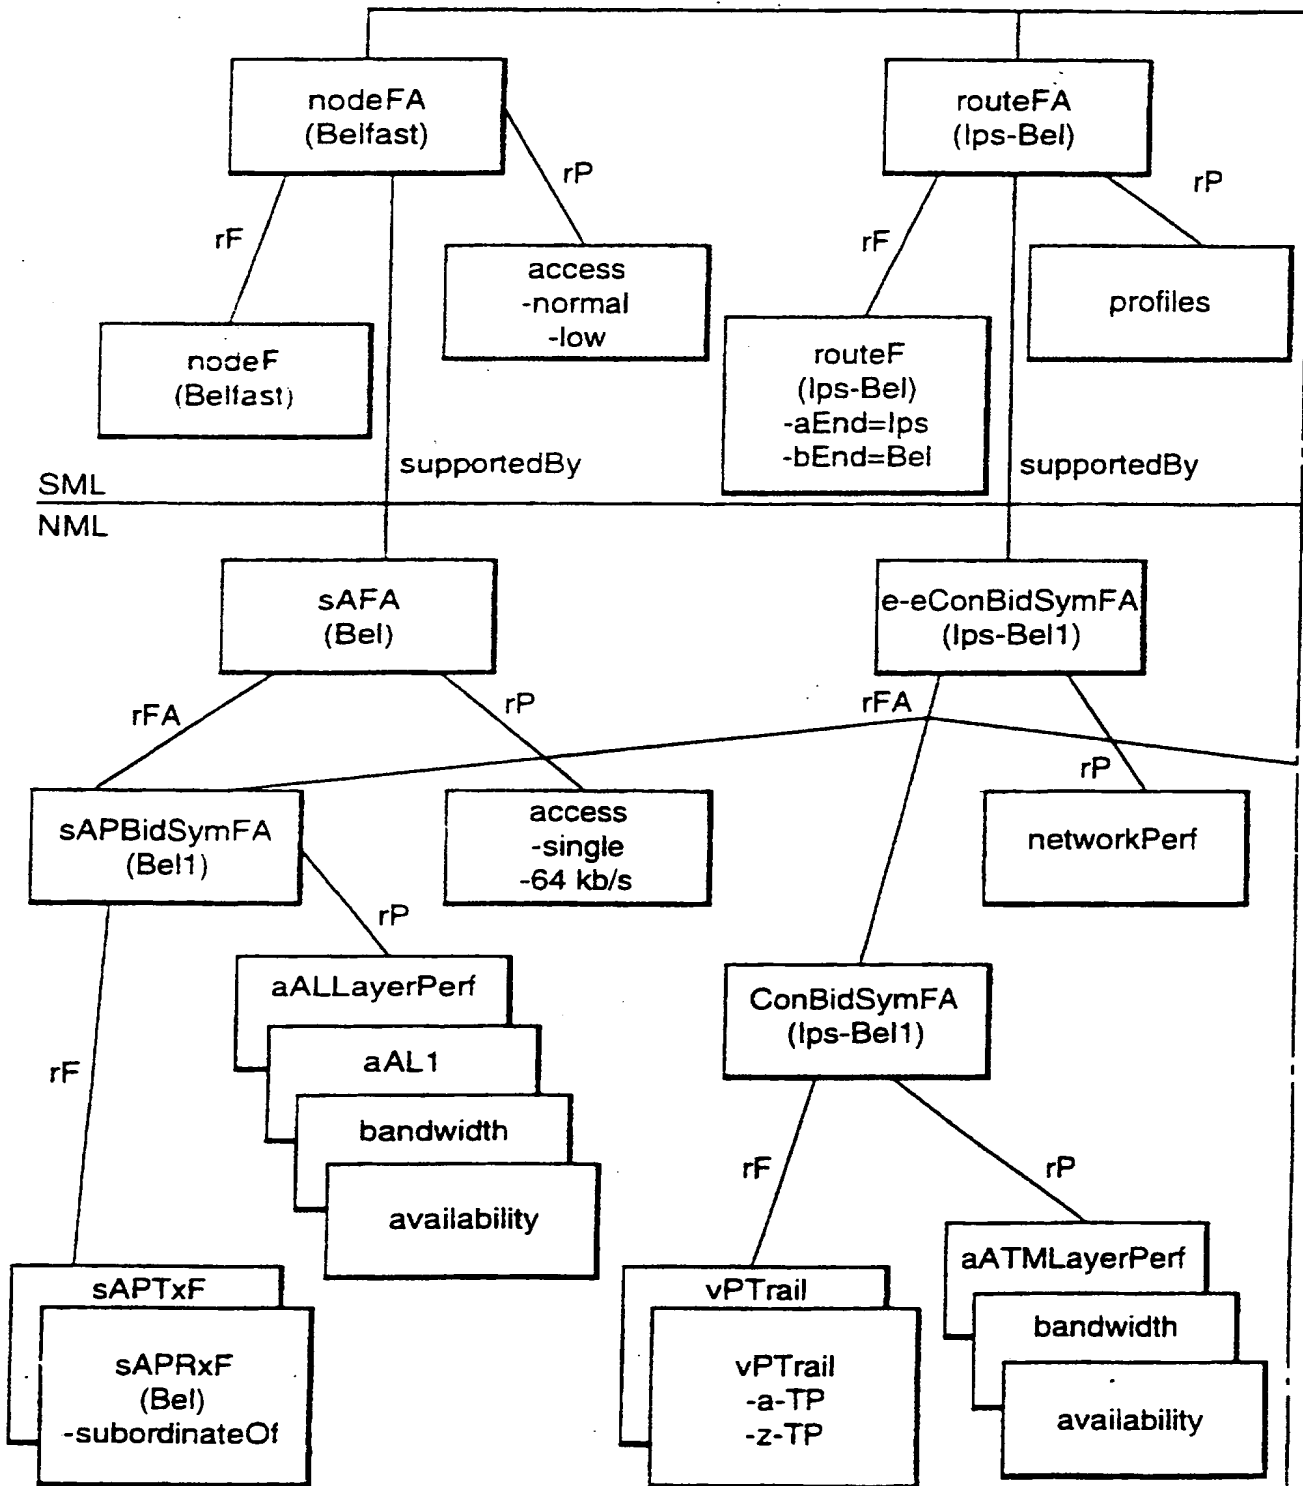 nodeFA
(Belfast)
routeFA
(Ips-Bel)
rP
rP
rF
rF
access
-normal
-low
profiles
nodeF
(Belfast)
routeF
(Ips-Bel)
-aEnd=Ips
-bEnd=Bel
supportedBy
supportedBy
SML
NML
sAFA
(Bel)
e-eConBidSymFA
(Ips-Bel1)
rFA
rP
rFA
rP
sAPBidSymFA
(Bel1)
access
-single
-64 kb/s
networkPerf
rP
aALLayerPerf
aAL1
bandwidth
availability
ConBidSymFA
(Ips-Bel1)
rF
rF
rP
sAPTxF
sAPRxF
(Bel)
-subordinateOf
vPTrail
vPTrail
-a-TP
-z-TP
aATMLayerPerf
bandwidth
availability